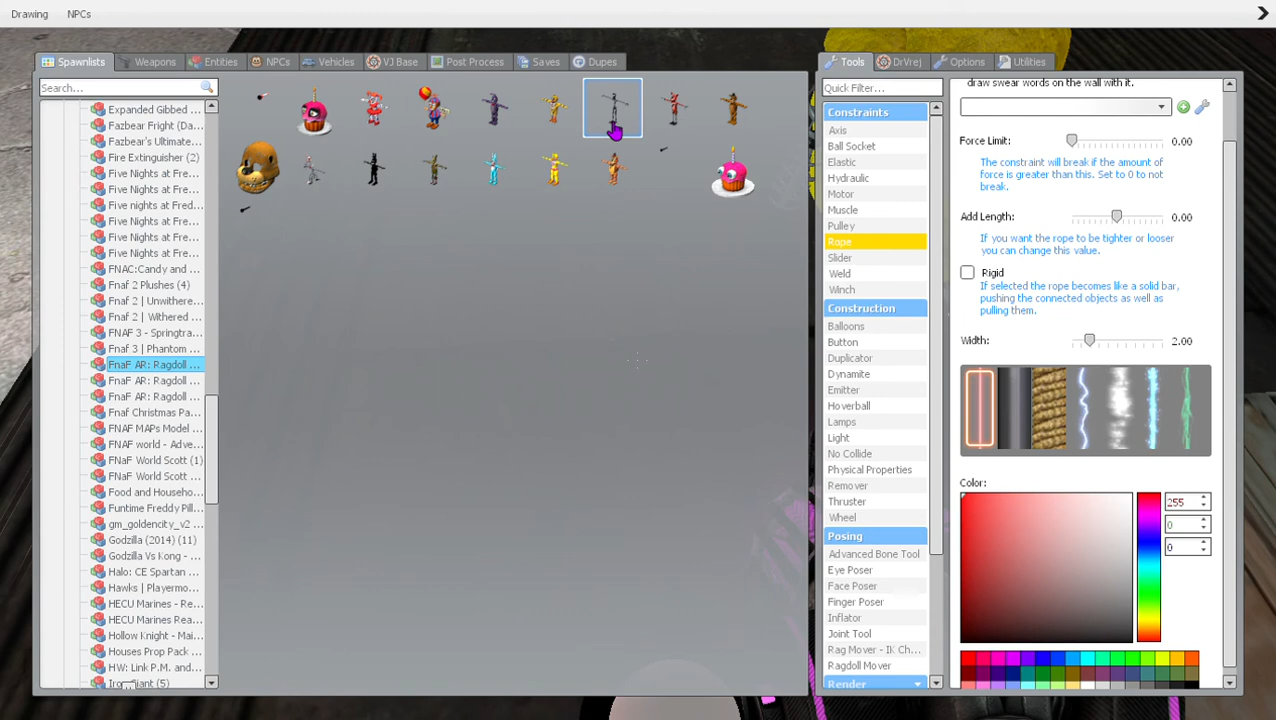 Drawing NPCs
Spawnlists Weapons Entities NPCs Vehicles VJ Base Post Process Saves Dupes
Search...
Expanded Gibbed ...
Fazbear Fright (Da...
Fazbear's Ultimate...
Fire Extinguisher (2)
Five Nights at Fre...
Five Nights at Fre...
Five nights at Fred...
Five Nights at Fre...
Five Nights at Fre...
Five Nights at Fre...
FNAC:Candy and ...
Fnaf 2 Plushes (4)
Fnaf 2 | Unwithere...
Fnaf 2 | Withered ...
FNAF 3 - Springtra...
Fnaf 3 | Phantom ...
FnaF AR: Ragdoll ...
FnaF AR: Ragdoll ...
FnaF AR: Ragdoll ...
Fnaf Christmas Pa...
FNAF MAPs Model ...
FNAF world - Adve...
FNaF World Scott (1)
FNaF World Scott ...
Food and Househo...
Funtime Freddy Pill...
gm_goldencity_v2 ...
Godzilla (2014) (11)
Godzilla Vs Kong - ...
Halo: CE Spartan ...
Hawks | Playermo...
HECU Marines - Re...
HECU Marines Rea...
Hollow Knight - Mai...
Houses Prop Pack ...
HW: Link P.M. and...
Iron Giant (5)
Tools DrVrej Options Utilities
Quick Filter...
Constraints
Axis
Ball Socket
Elastic
Hydraulic
Motor
Muscle
Pulley
Rope
Slider
Weld
Winch
Construction
Balloons
Button
Duplicator
Dynamite
Emitter
Hoverball
Lamps
Light
No Collide
Physical Properties
Remover
Thruster
Wheel
Posing
Advanced Bone Tool
Eye Poser
Face Poser
Finger Poser
Inflator
Joint Tool
Rag Mover - IK Ch...
Ragdoll Mover
Render
draw swear words on the wall with it.
Force Limit: 0.00
The constraint will break if the amount of
force is greater than this. Set to 0 to not
break.
Add Length: 0.00
If you want the rope to be tighter or looser
you can change this value.
Rigid
If selected the rope becomes like a solid bar,
pushing the connected objects as well as
pulling them.
Width: 2.00
Color:
255
0
0